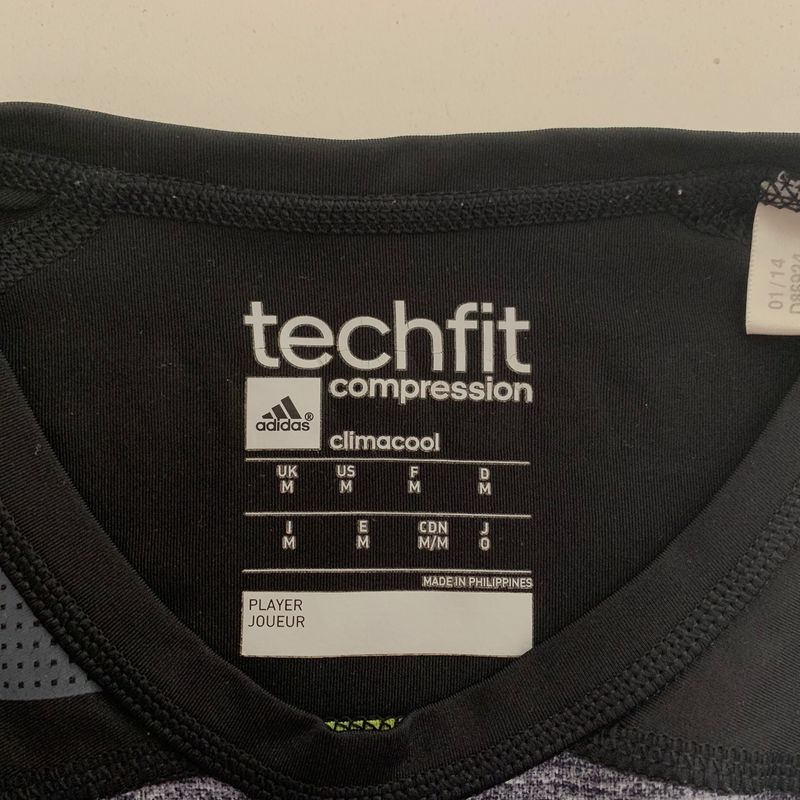 techfit
compression
adidas®
climacool
UK US F D
M M M M
I E CDN J
M M M/M O
MADE IN PHILIPPINES
PLAYER
JOUEUR
01/14